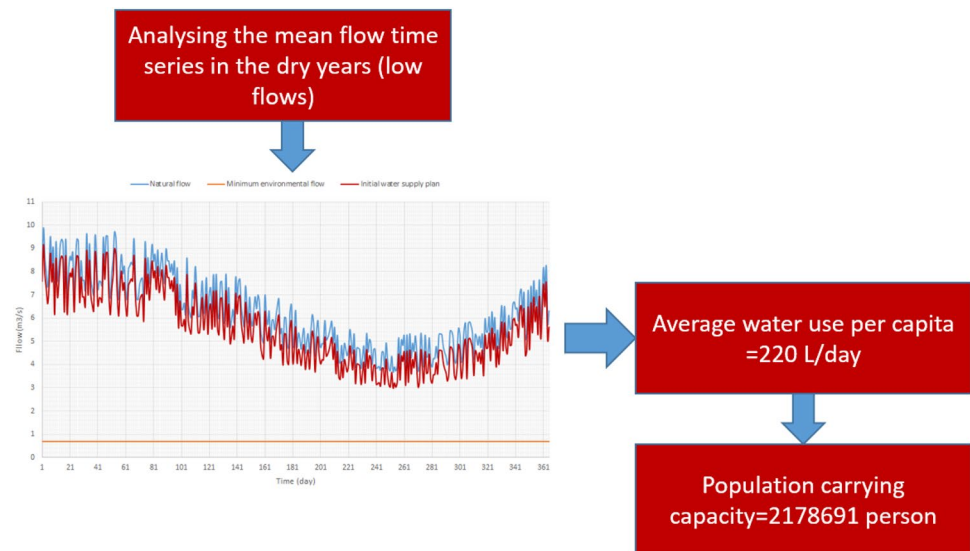 Analysing the mean flow time
series in the dry years (low
flows)
Natural flow Minimum environmental flow Initial water supply plan
11
10
9
8
7
6
5
4
3
2
1
0
Fllow(m3/s)
1 21 41 61 81 101 121 141 161 181 201 221 241 261 281 301 321 341 361
Time (day)
Average water use per capita
=220 L/day
Population carrying
capacity=2178691 person